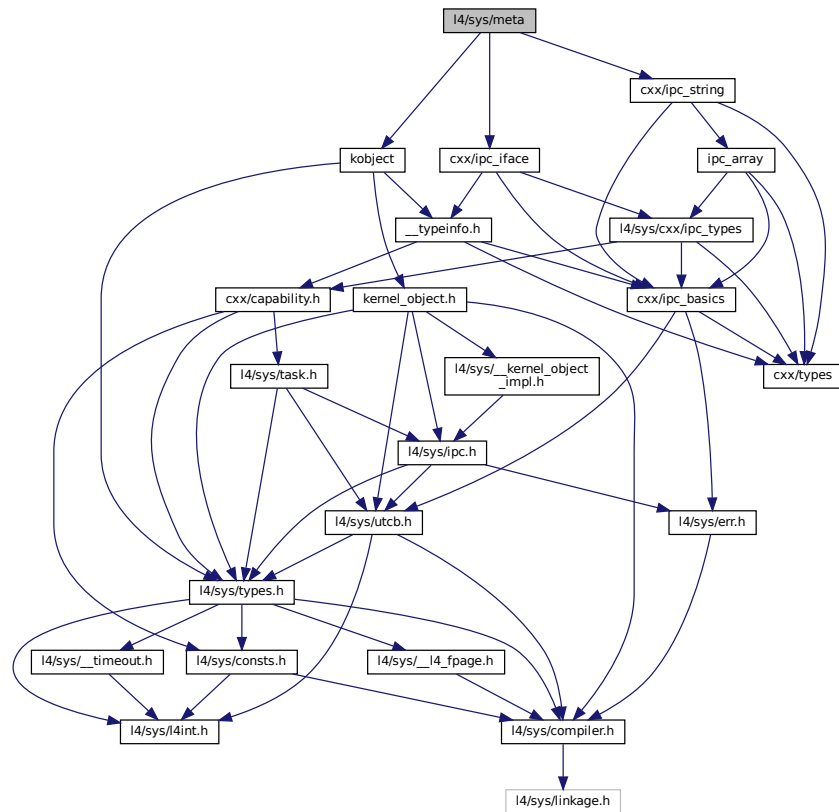 l4/sys/meta
cxx/ipc_string
kobject
cxx/ipc_iface
ipc_array
__typeinfo.h
l4/sys/cxx/ipc_types
cxx/capability.h
kernel_object.h
cxx/ipc_basics
l4/sys/task.h
l4/sys/__kernel_object
_impl.h
cxx/types
l4/sys/ipc.h
l4/sys/utcb.h
l4/sys/err.h
l4/sys/types.h
l4/sys/__timeout.h
l4/sys/consts.h
l4/sys/__l4_fpage.h
l4/sys/l4int.h
l4/sys/compiler.h
l4/sys/linkage.h